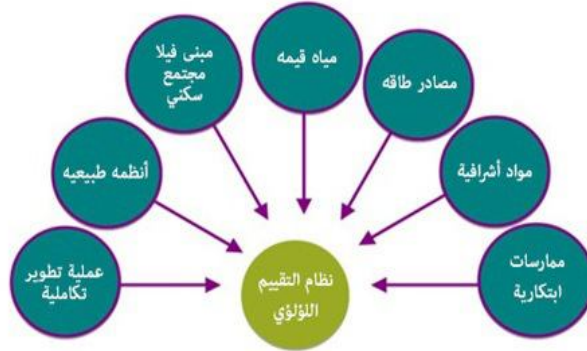 مياه قيمه
مبنى فيلا
مجتمع
سكني
مصادر طاقه
أنظمه طبيعيه
مواد أشرافية
عملية تطوير
تكاملية
ممارسات
ابتكارية
نظام التقييم
اللؤلؤي